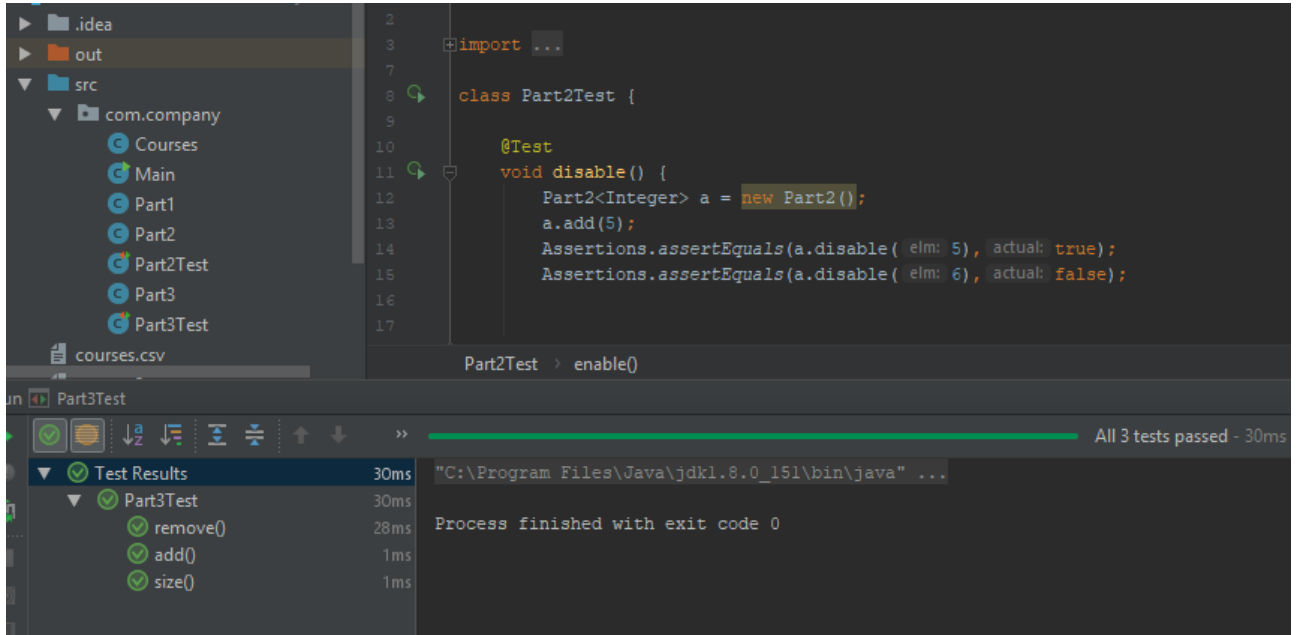 .idea
out
src
com.company
Courses
Main
Part1
Part2
Part2Test
Part3
Part3Test
courses.csv
2
3 import ...
7
8 class Part2Test {
9
10 @Test
11 void disable() {
12 Part2<Integer> a = new Part2();
13 a.add(5);
14 Assertions.assertEquals(a.disable( elm: 5), actual: true);
15 Assertions.assertEquals(a.disable( elm: 6), actual: false);
16
17
Part2Test > enable()
un Part3Test
All 3 tests passed - 30ms
Test Results 30ms
Part3Test 30ms
remove() 28ms
add() 1ms
size() 1ms
"C:\Program Files\Java\jdk1.8.0_151\bin\java" ...
Process finished with exit code 0